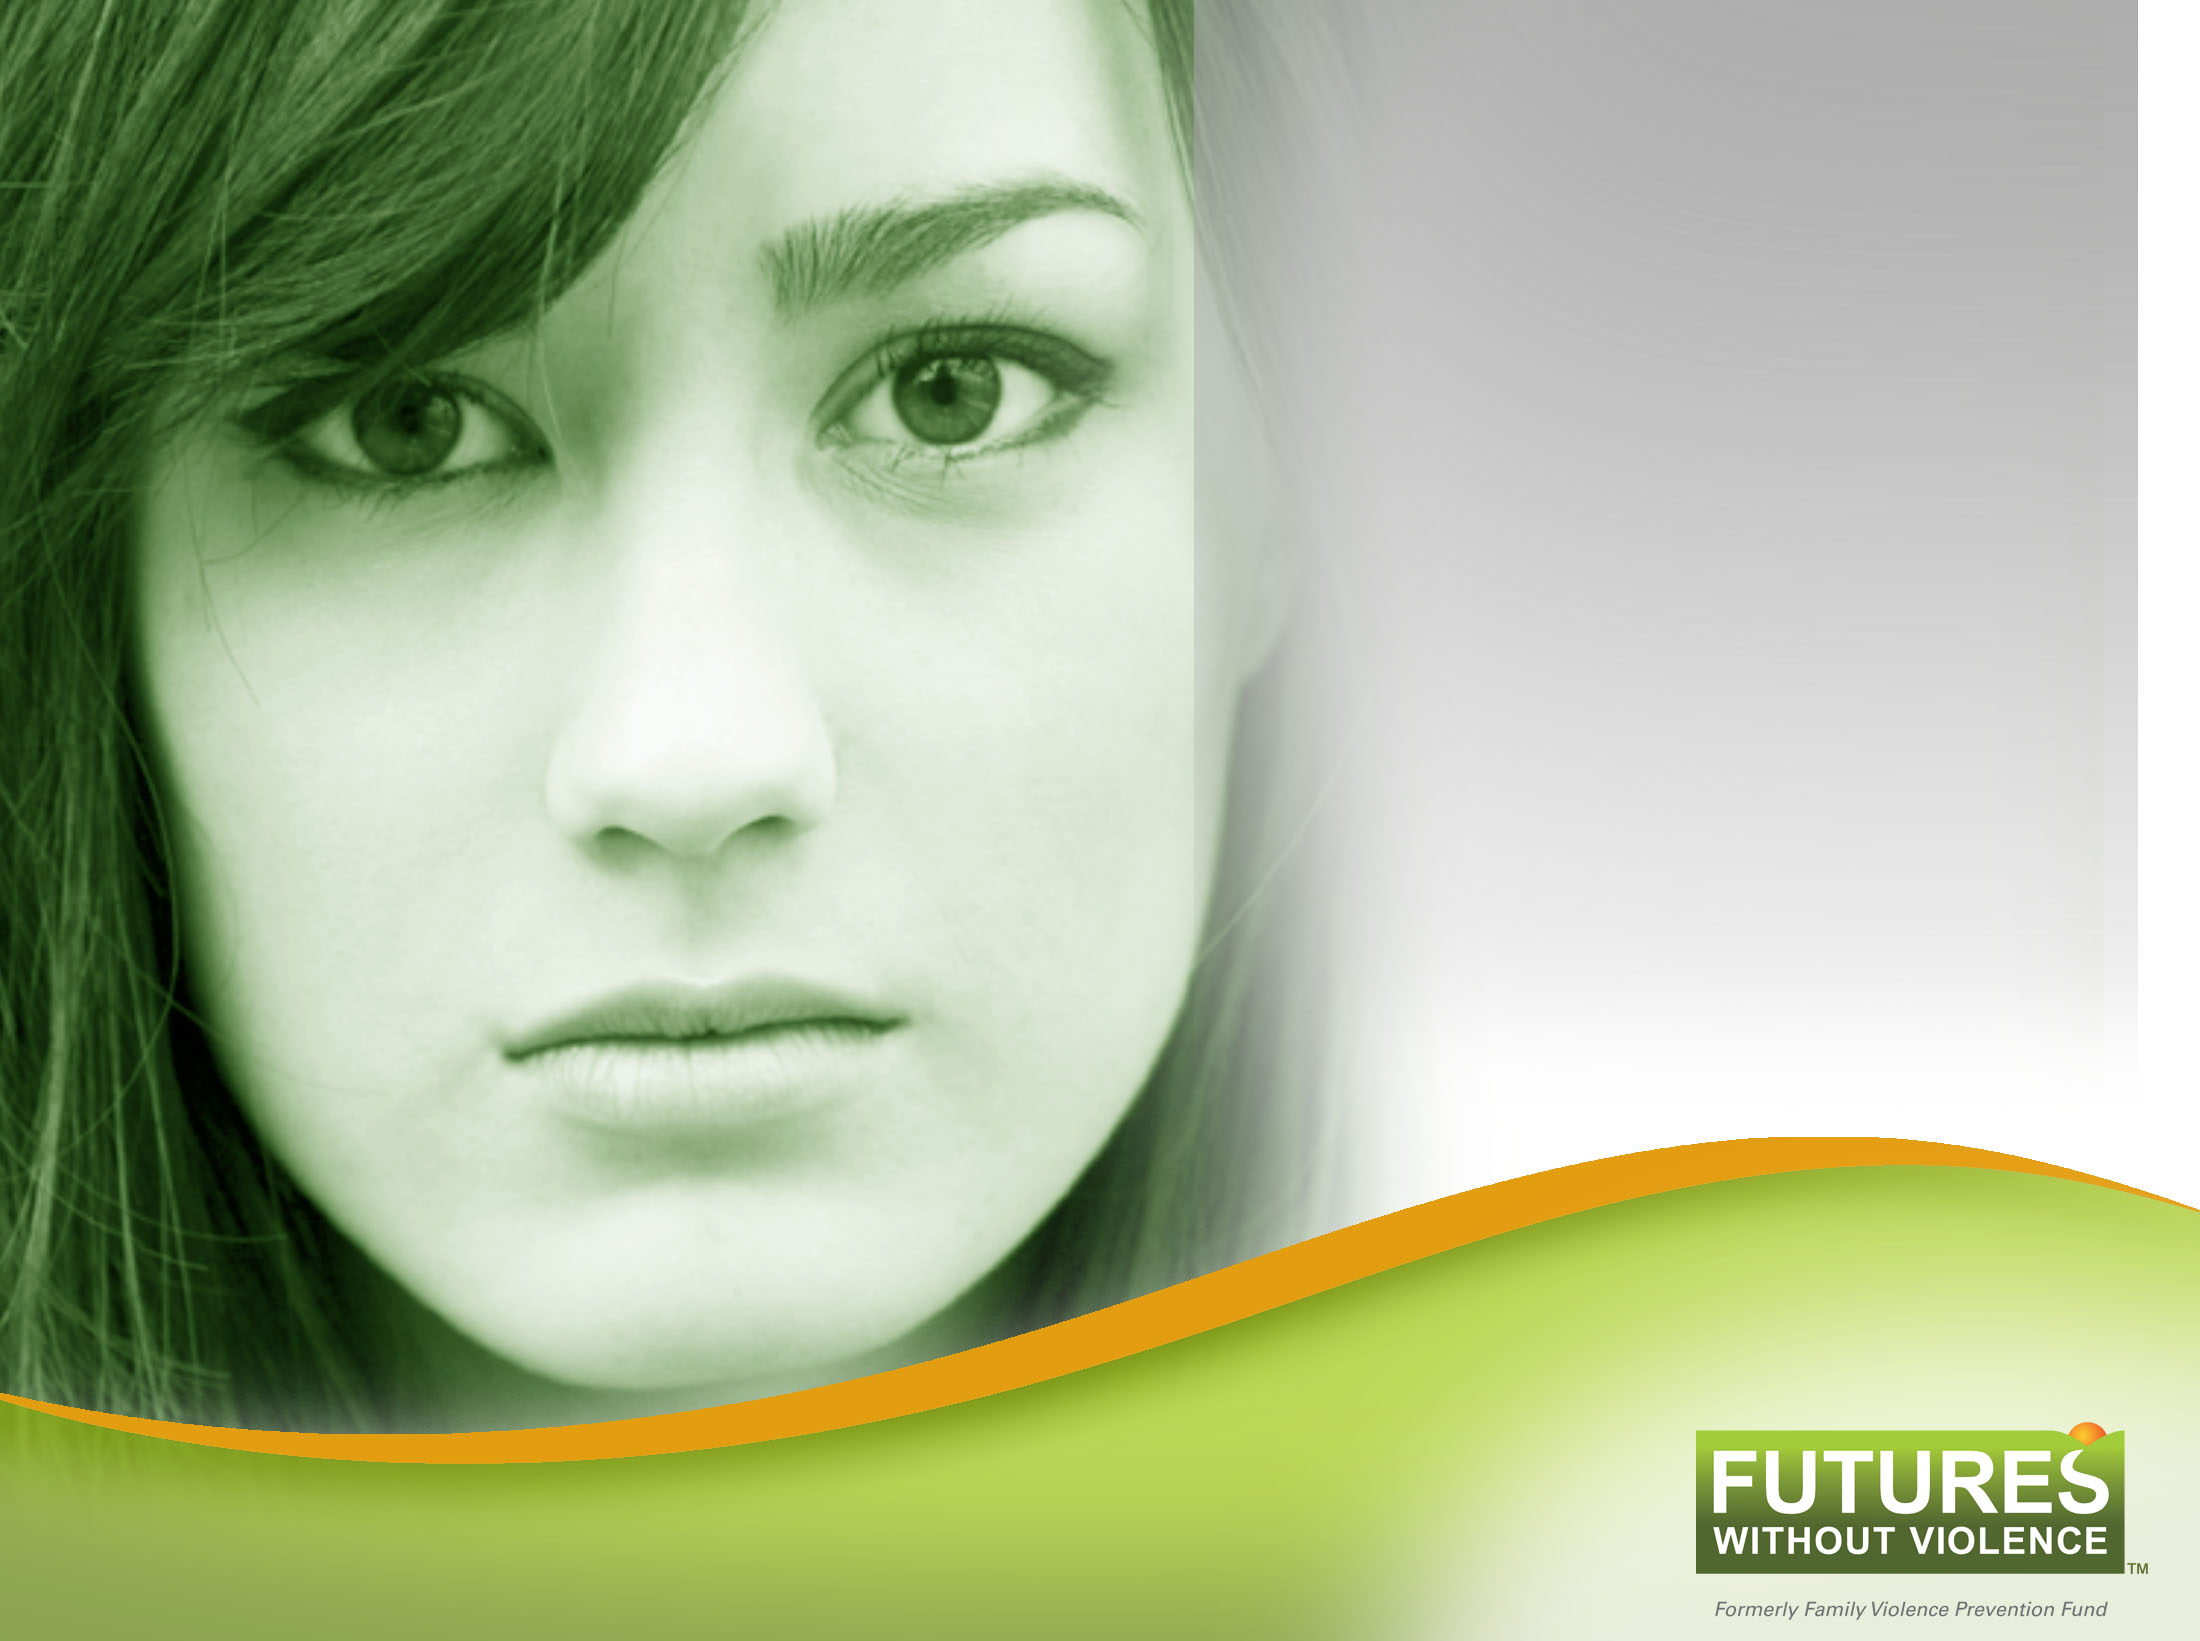 FUTURES
WITHOUT VIOLENCE
TM
Formerly Family Violence Prevention Fund